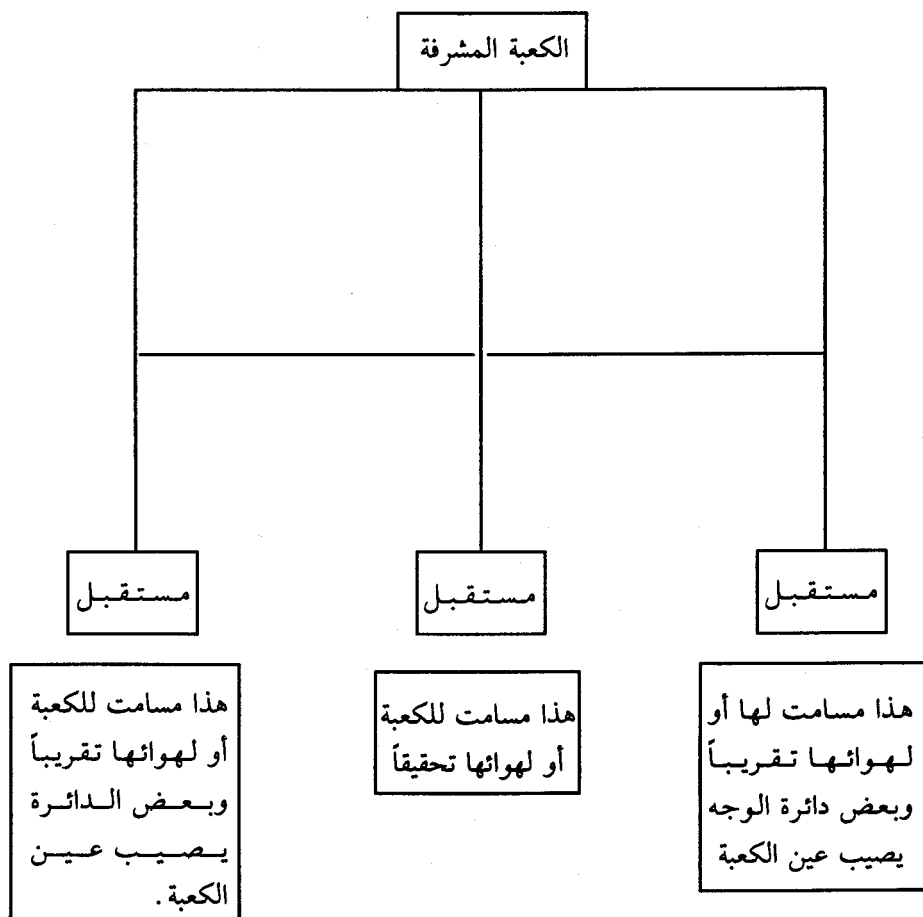 الكعبة المشرفة
مستقبل
مستقبل
مستقبل
هذا مسامت لها أو
لهوائها تقريباً
وبعض دائرة الوجه
يصيب عين الكعبة
هذا مسامت للكعبة
أو لهوائها تحقيقاً
هذا مسامت للكعبة
أو لهوائها تقريباً
وبعض الدائرة
يصيب عين
الكعبة.